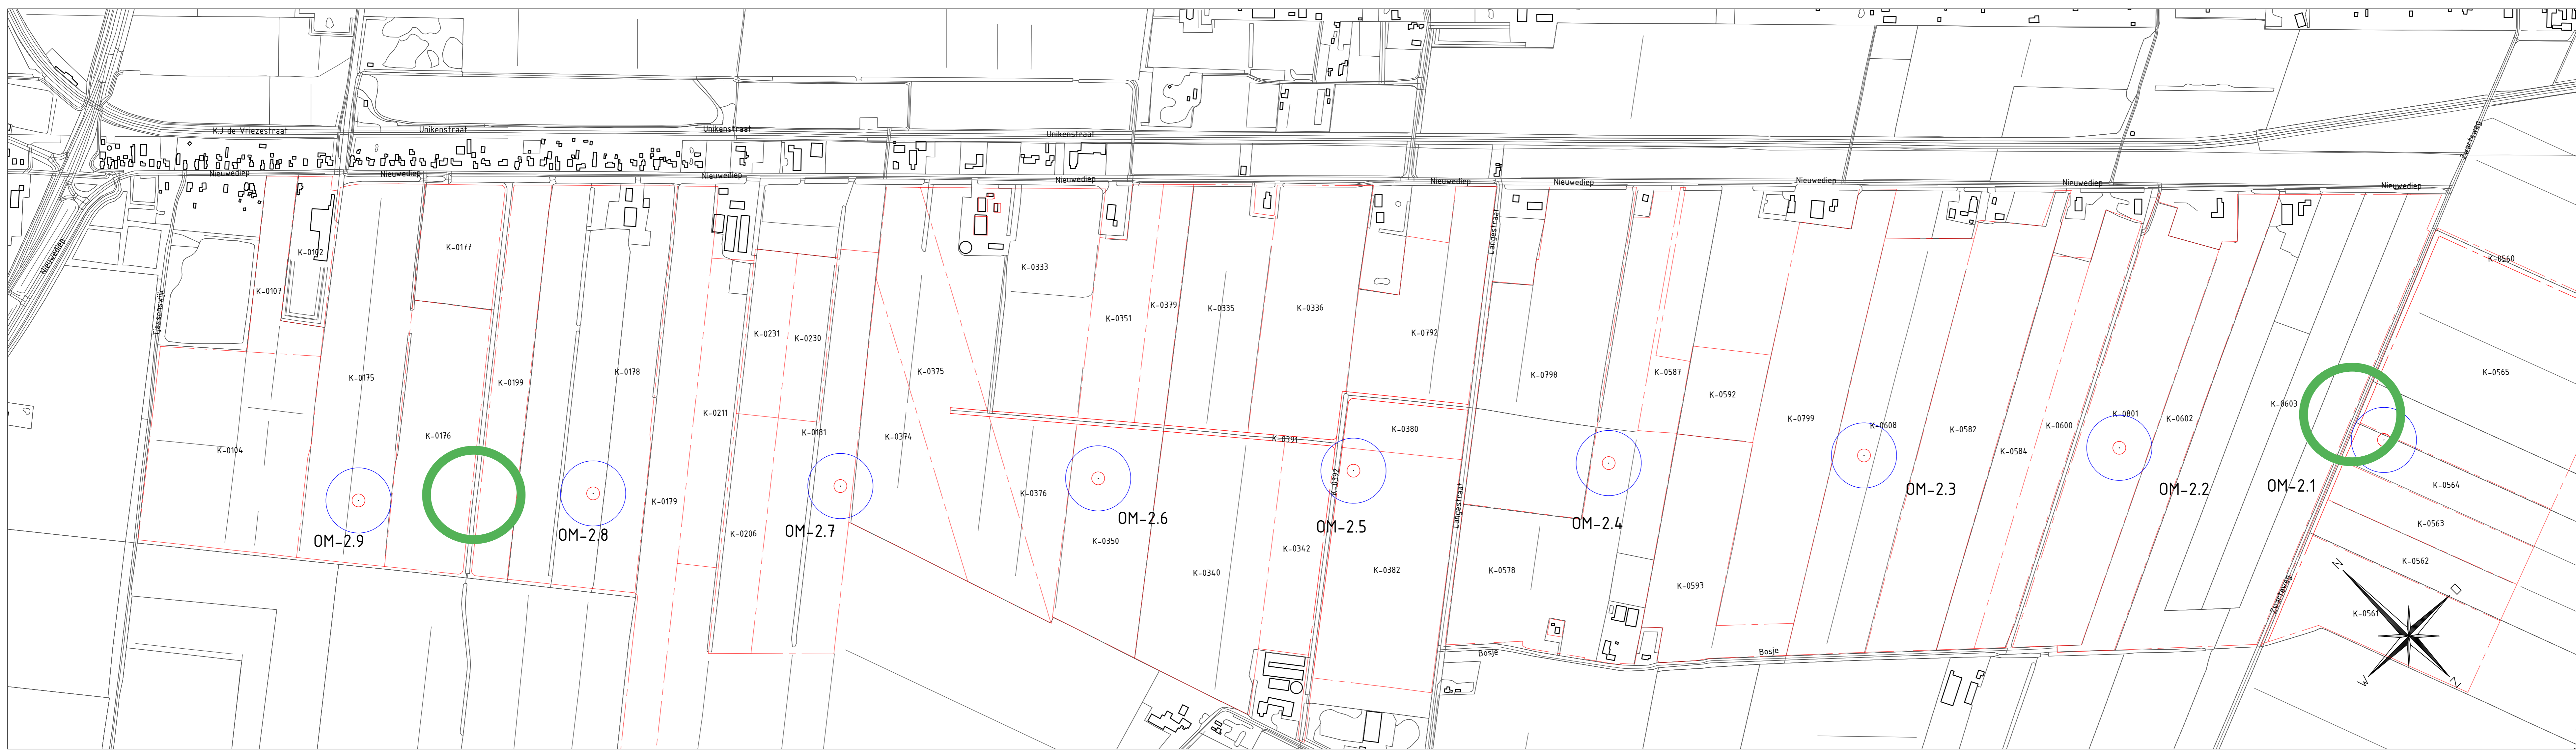 K.J de Vriezestraat
Unikenstraat
Unikenstraat
Unikenstraat
Nieuwediep
Nieuwediep
Nieuwediep
Nieuwediep
Nieuwediep
Nieuwediep
Nieuwediep
Nieuwediep
Nieuwediep
Zwarteweg
Nieuwediep
Tjassenswijk
Langestraat
K-0102
K-0107
K-0177
K-0333
K-0560
K-0231
K-0230
K-0351
K-0379
K-0335
K-0336
K-0792
K-0175
K-0199
K-0178
K-0375
K-0798
K-0587
K-0592
K-0565
K-0211
K-0176
K-0104
K-0181
K-0374
K-0391
K-0380
K-0799
K-0608
K-0582
K-0584
K-0600
K-0801
K-0602
K-0603
K-0179
K-0206
K-0376
K-0350
K-0392
K-0342
K-0340
K-0382
Langestraat
K-0578
K-0593
K-0564
K-0563
K-0562
K-0561
OM-2.9
OM-2.8
OM-2.7
OM-2.6
OM-2.5
OM-2.4
OM-2.3
OM-2.2
OM-2.1
Zwarteweg
Bosje
Bosje
N
O
W
Z